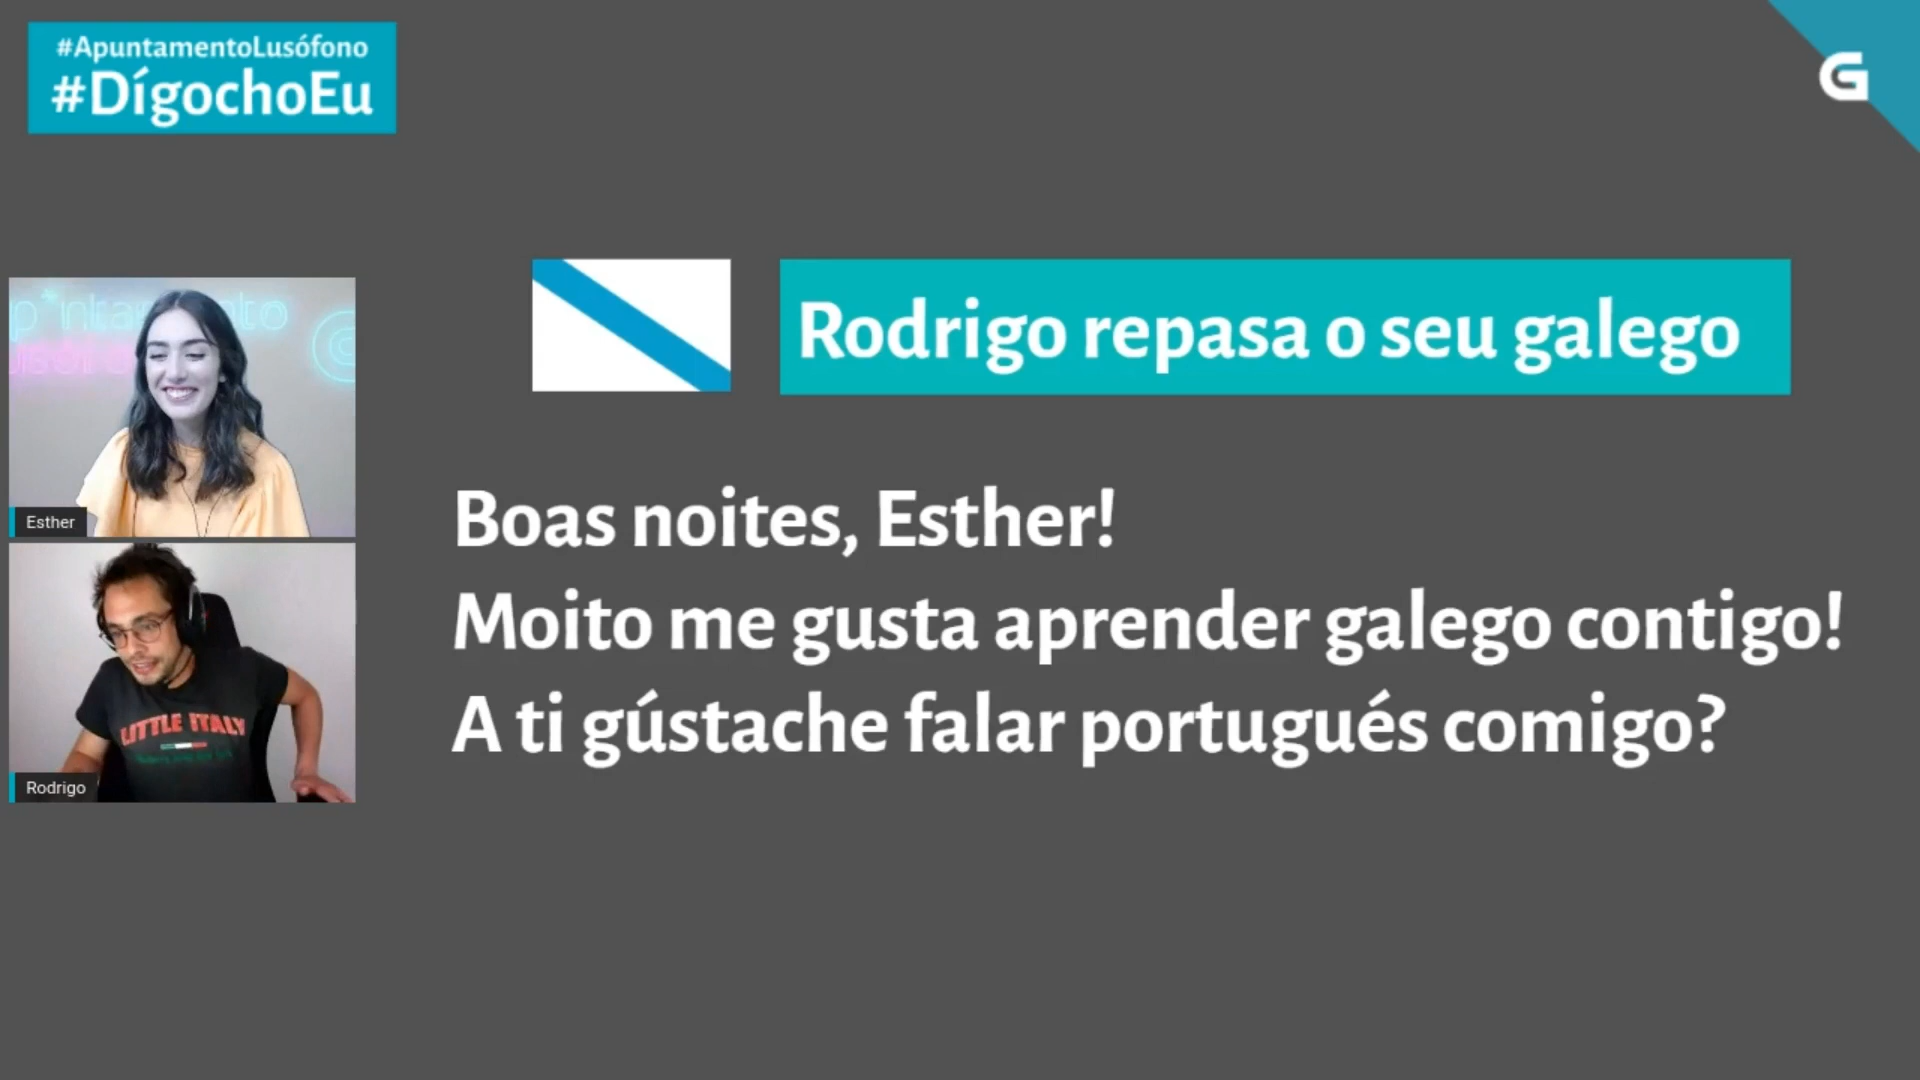 #ApuntamentoLusófono
#DígochoEu
G
Rodrigo repasa o seu galego
Esther
Boas noites, Esther!
Moito me gusta aprender galego contigo!
A ti gústache falar portugués comigo?
LITTLE ITALY
Rodrigo